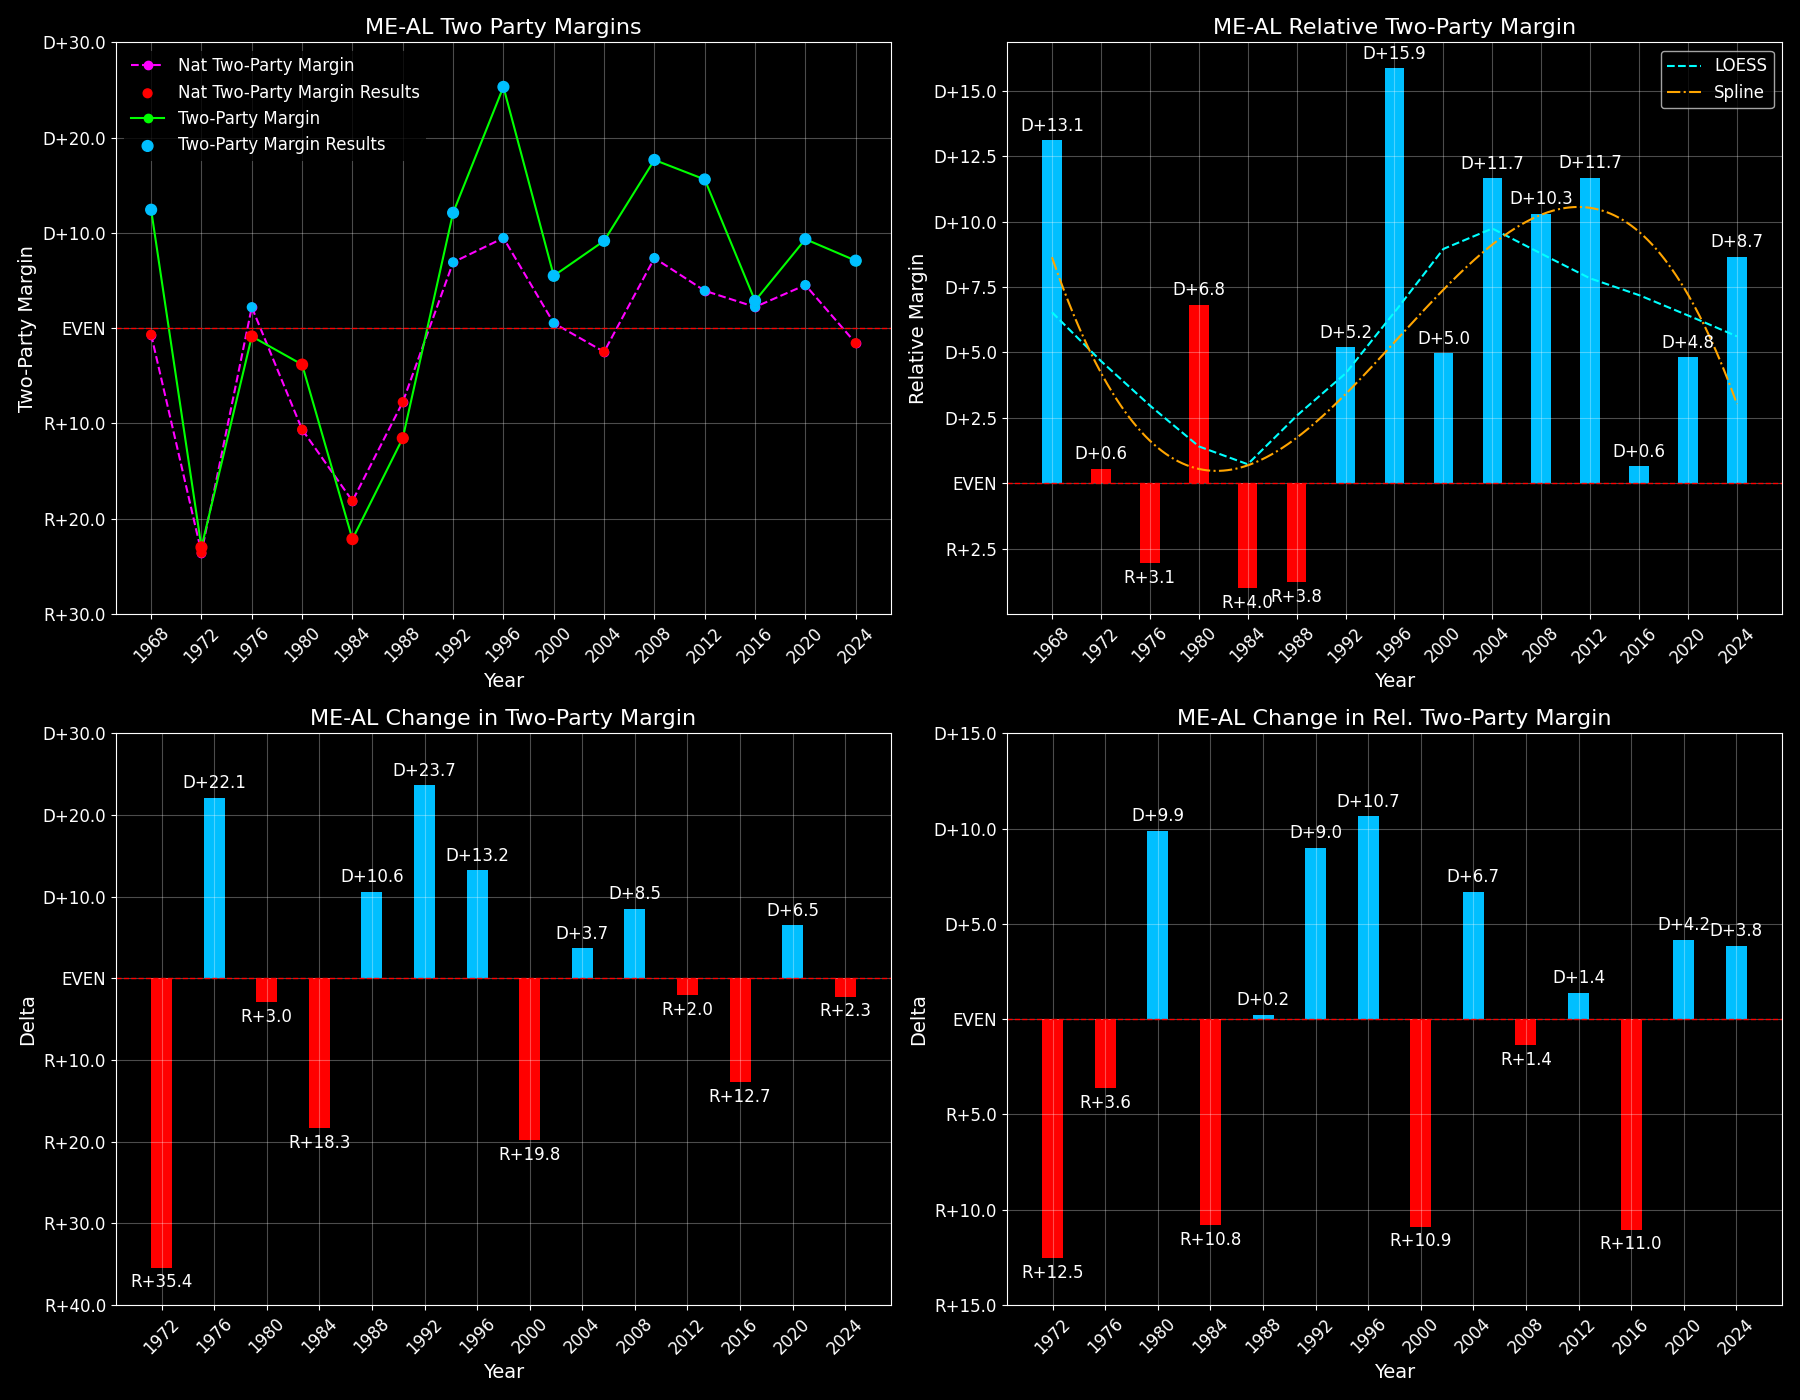 ME-AL Two Party Margins
D+30.0
D+20.0
D+10.0
EVEN
R+10.0
R+20.0
R+30.0
Two-Party Margin
Nat Two-Party Margin
Nat Two-Party Margin Results
Two-Party Margin
Two-Party Margin Results
1968
1972
1976
1980
1984
1988
1992
1996
2000
2004
2008
2012
2016
2020
2024
Year
ME-AL Relative Two-Party Margin
D+15.0
D+12.5
D+10.0
D+7.5
D+5.0
D+2.5
EVEN
R+2.5
Relative Margin
LOESS
Spline
D+13.1
D+0.6
R+3.1
D+6.8
R+4.0
R+3.8
D+5.2
D+15.9
D+5.0
D+11.7
D+10.3
D+11.7
D+0.6
D+4.8
D+8.7
1968
1972
1976
1980
1984
1988
1992
1996
2000
2004
2008
2012
2016
2020
2024
Year
ME-AL Change in Two-Party Margin
D+30.0
D+20.0
D+10.0
EVEN
R+10.0
R+20.0
R+30.0
R+40.0
Delta
R+35.4
D+22.1
R+3.0
R+18.3
D+10.6
D+23.7
D+13.2
R+19.8
D+3.7
D+8.5
R+2.0
R+12.7
D+6.5
R+2.3
1972
1976
1980
1984
1988
1992
1996
2000
2004
2008
2012
2016
2020
2024
Year
ME-AL Change in Rel. Two-Party Margin
D+15.0
D+10.0
D+5.0
EVEN
R+5.0
R+10.0
R+15.0
Delta
R+12.5
R+3.6
D+9.9
R+10.8
D+0.2
D+9.0
D+10.7
R+10.9
D+6.7
R+1.4
D+1.4
R+11.0
D+4.2
D+3.8
1972
1976
1980
1984
1988
1992
1996
2000
2004
2008
2012
2016
2020
2024
Year